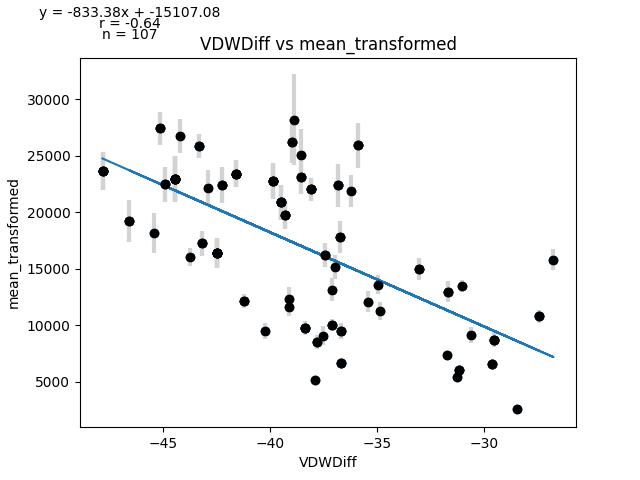 y = -833.38x + -15107.08
r = -0.64
n = 107
VDWDiff vs mean_transformed
mean_transformed
30000
25000
20000
15000
10000
5000
−45
−40
−35
−30
VDWDiff